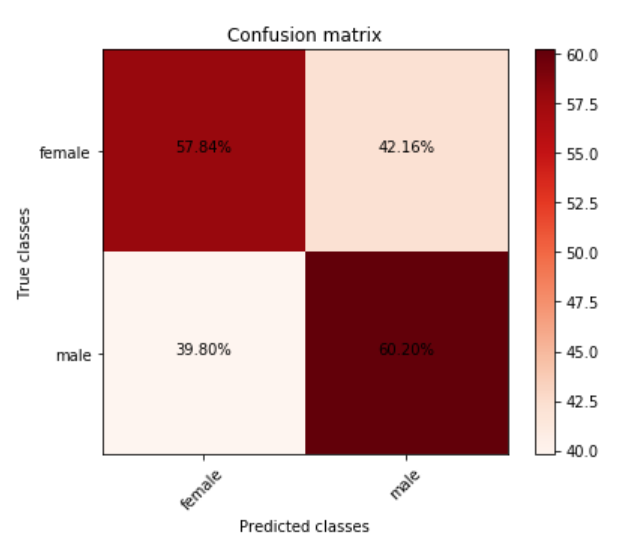 Confusion matrix
True classes
female
57.84%
42.16%
male
39.80%
60.20%
female
male
Predicted classes
60.0
57.5
55.0
52.5
50.0
47.5
45.0
42.5
40.0